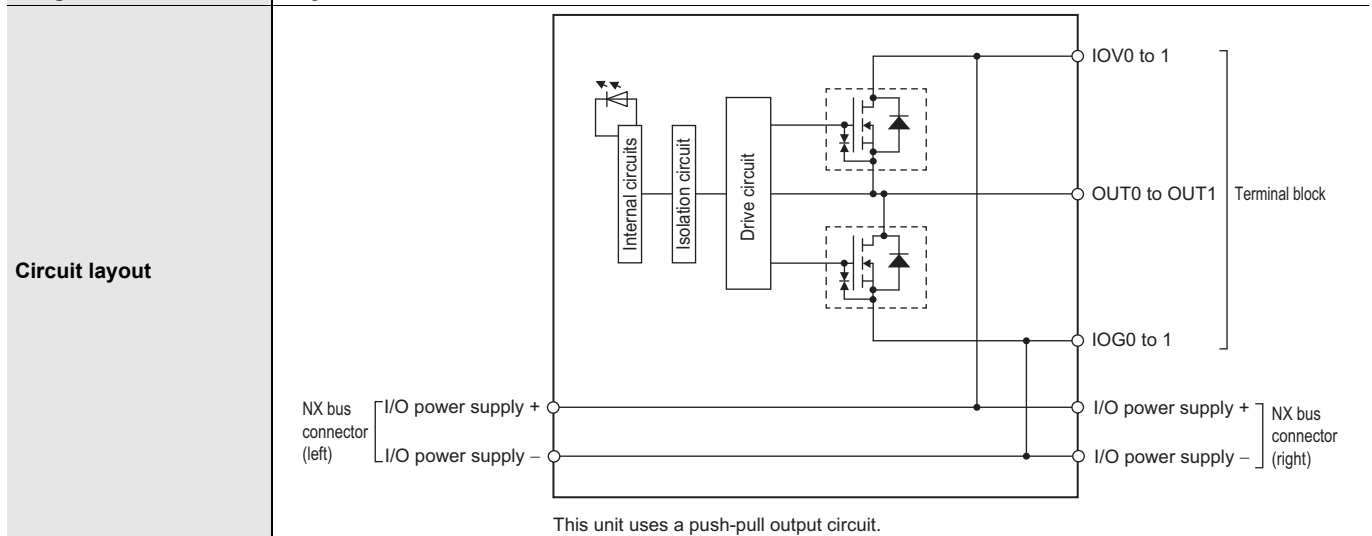 Circuit layout
Internal circuits
Isolation circuit
Drive circuit
IOV0 to 1
OUT0 to OUT1
Terminal block
IOG0 to 1
NX bus
connector
(left)
I/O power supply +
I/O power supply –
I/O power supply +
I/O power supply –
NX bus
connector
(right)
This unit uses a push-pull output circuit.